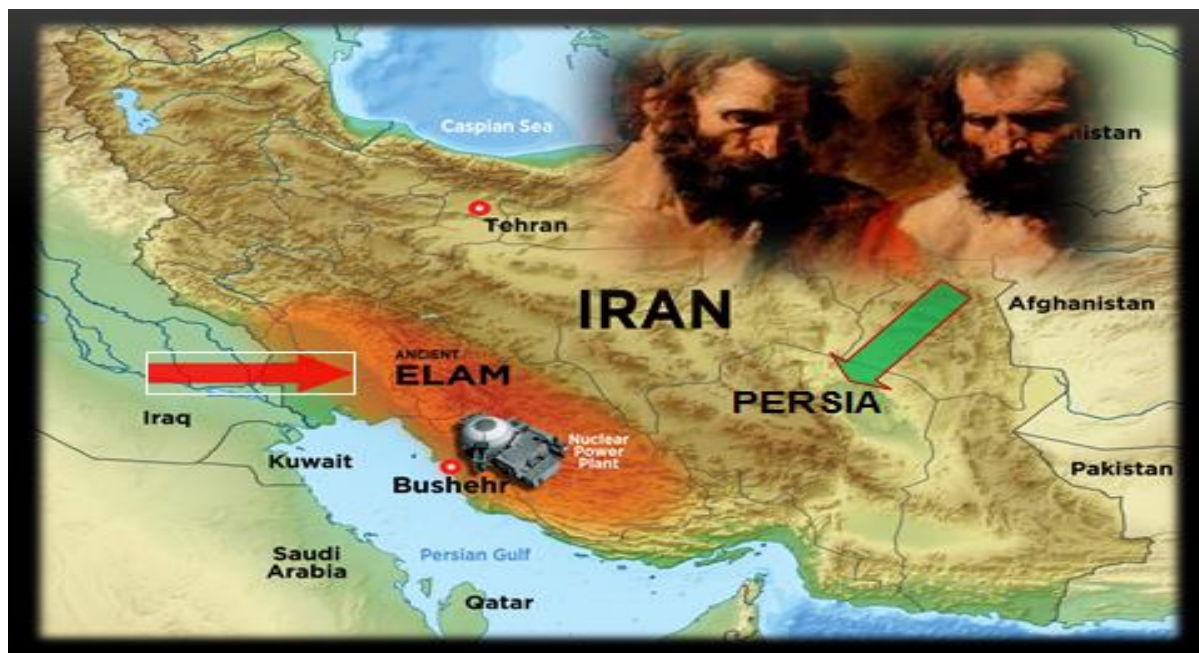 Caspian Sea
nistan
Tehran
IRAN
Afghanistan
ANCIENT
ELAM
PERSIA
Iraq
Nuclear
Power
Plant
Kuwait
Bushehr
Pakistan
Saudi
Arabia
Persian Gulf
Qatar